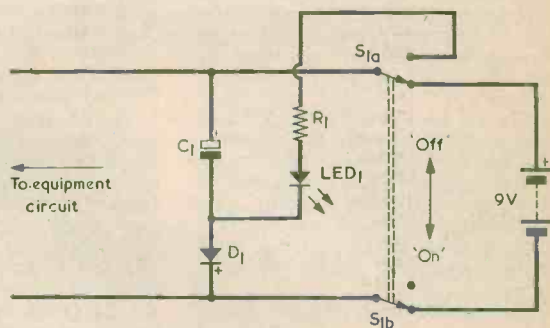 S1a
+
R1
C1
'Off'
+
LED1
To equipment
circuit
9V
D1
+
'On'
S1b